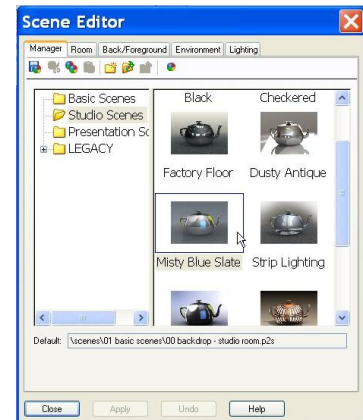 Scene Editor
Manager Room Back/Foreground Environment Lighting
Basic Scenes
Studio Scenes
Presentation Sc
LEGACY
Black Checkered
Factory Floor Dusty Antique
Misty Blue Slate Strip Lighting
Default: \scenes\01 basic scenes\00 backdrop - studio room.p2s
Close Apply Undo Help